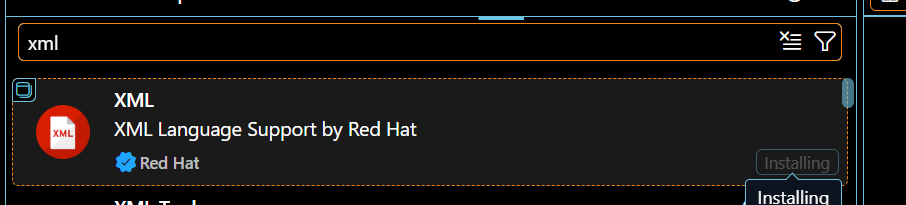 xml
XML
XML Language Support by Red Hat
XML
Red Hat
Installing
Installing